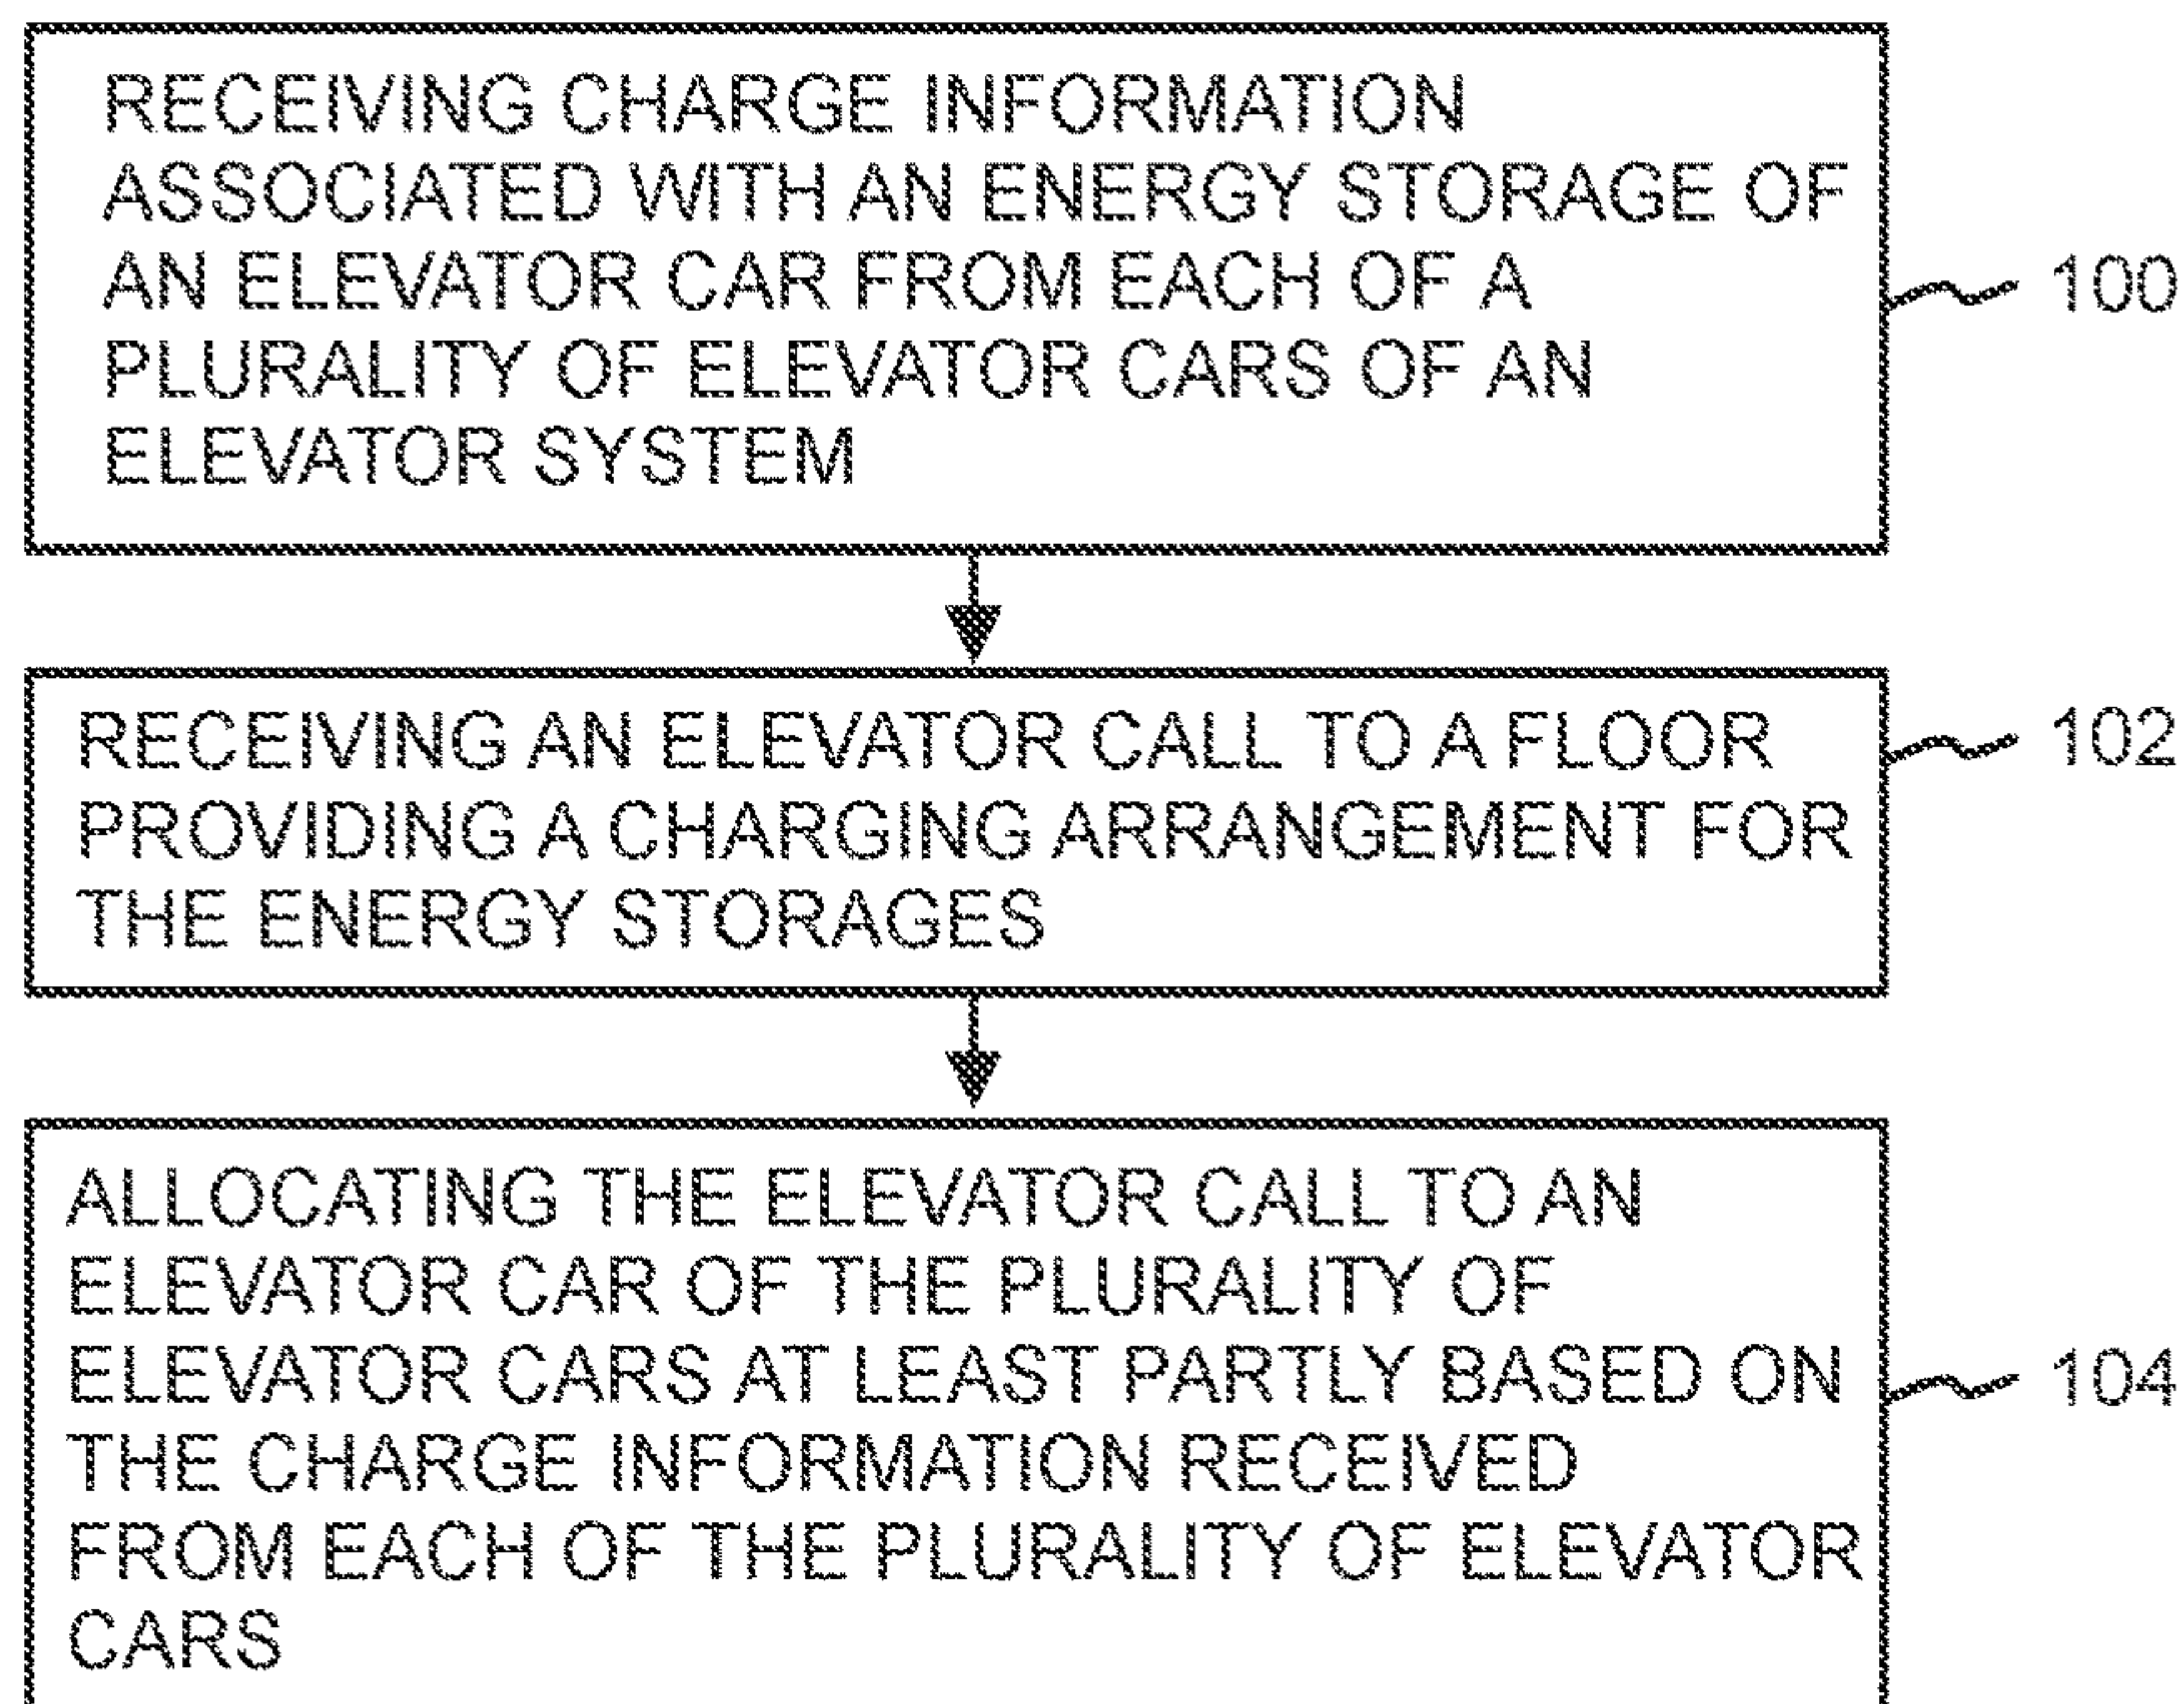 RECEIVING CHARGE INFORMATION
ASSOCIATED WITH AN ENERGY STORAGE OF
AN ELEVATOR CAR FROM EACH OF A
PLURALITY OF ELEVATOR CARS OF AN
ELEVATOR SYSTEM
100
RECEIVING AN ELEVATOR CALL TO A FLOOR
PROVIDING A CHARGING ARRANGEMENT FOR
THE ENERGY STORAGES
102
ALLOCATING THE ELEVATOR CALL TO AN
ELEVATOR CAR OF THE PLURALITY OF
ELEVATOR CARS AT LEAST PARTLY BASED ON
THE CHARGE INFORMATION RECEIVED
FROM EACH OF THE PLURALITY OF ELEVATOR
CARS
104